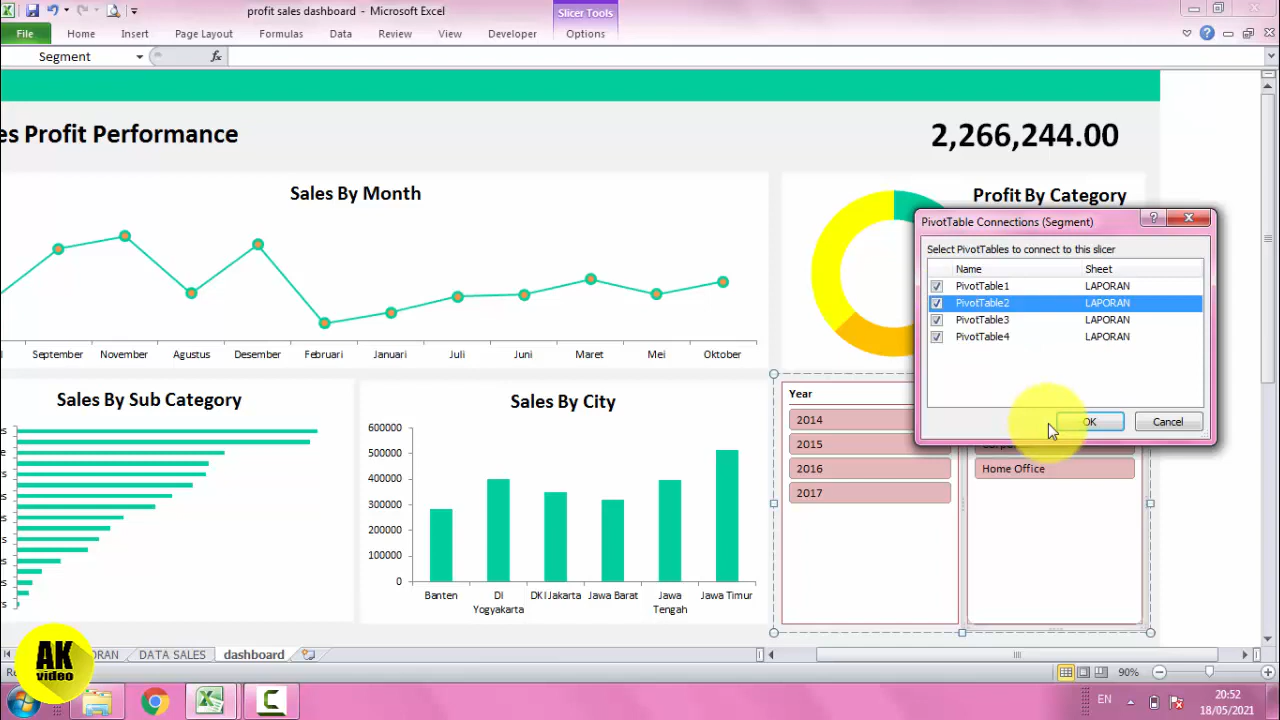 profit sales dashboard - Microsoft Excel
Slicer Tools
File Home Insert Page Layout Formulas Data Review View Developer Options
Segment fx
es Profit Performance
2,266,244.00
Sales By Month
September November Agustus Desember Februari Januari Juli Juni Maret Mei Oktober
Profit By Category
PivotTable Connections (Segment)
Select PivotTables to connect to this slicer
Name Sheet
PivotTable1 LAPORAN
PivotTable2 LAPORAN
PivotTable3 LAPORAN
PivotTable4 LAPORAN
OK Cancel
Sales By Sub Category
Sales By City
600000
500000
400000
300000
200000
100000
0
Banten DI Yogyakarta DKI Jakarta Jawa Barat Jawa Tengah Jawa Timur
Year
2014
2015
2016
2017
Home Office
AK
video
ORAN DATA SALES dashboard
90%
EN
20:52
18/05/2021